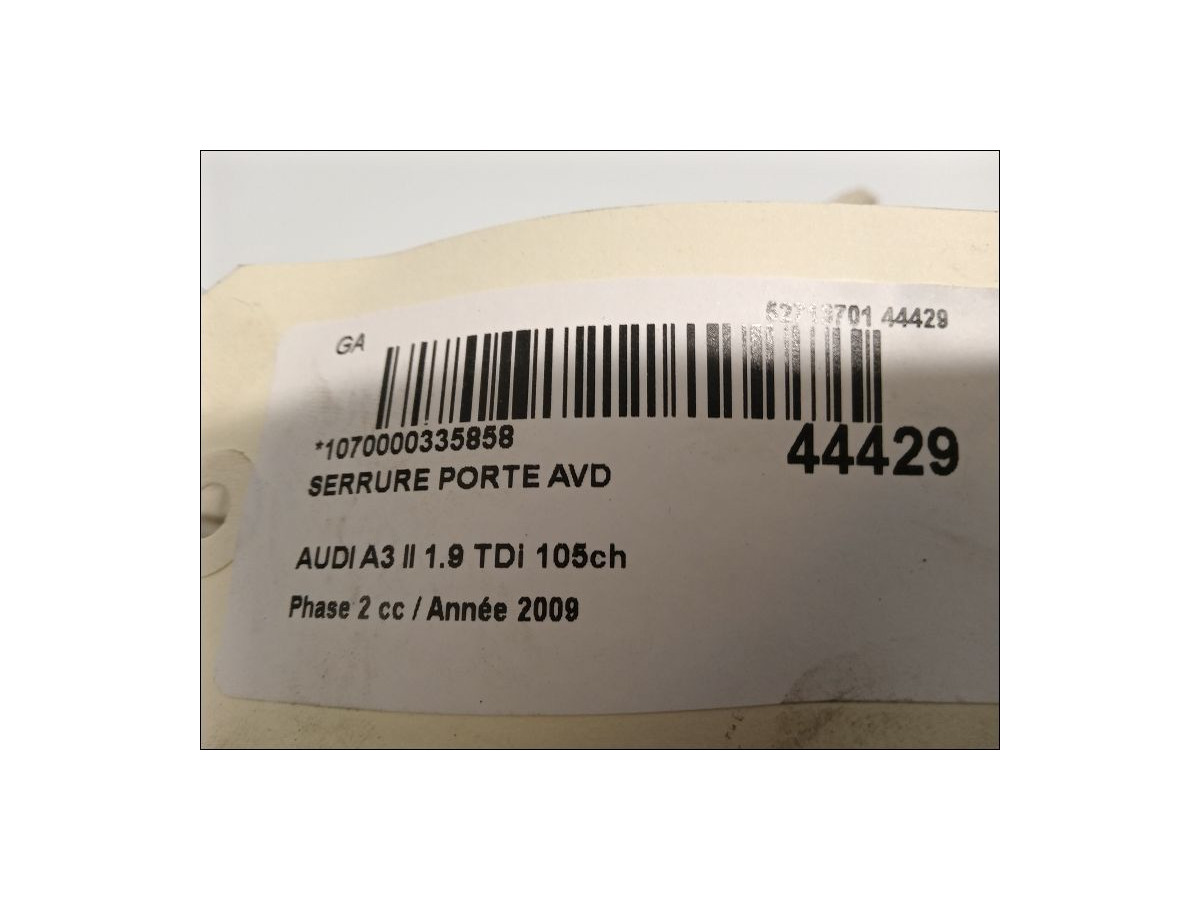 GA
44429
*1070000335858
44429
SERRURE PORTE AVD
AUDI A3 II 1.9 TDi 105ch
Phase 2 cc / Année 2009